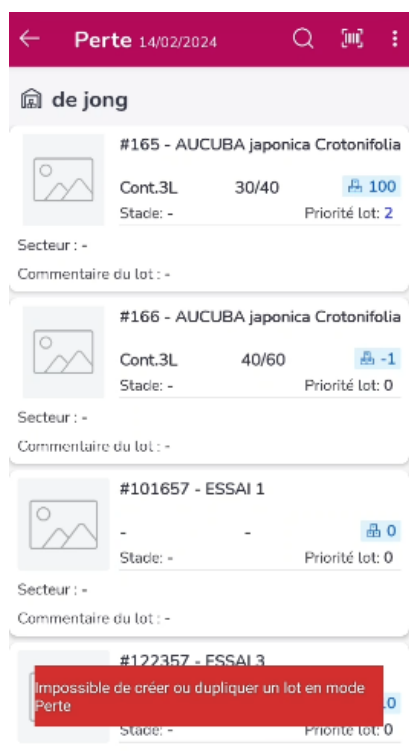 Perte 14/02/2024
de jong
#165 - AUCUBA japonica Crotonifolia
Cont.3L 30/40 100
Stade: - Priorité lot: 2
Secteur : -
Commentaire du lot : -
#166 - AUCUBA japonica Crotonifolia
Cont.3L 40/60 -1
Stade: - Priorité lot: 0
Secteur : -
Commentaire du lot : -
#101657 - ESSAI 1
- - 0
Stade: - Priorité lot: 0
Secteur : -
Commentaire du lot : -
#122357 - ESSAI 3
Impossible de créer ou dupliquer un lot en mode
Perte
Stade: - Priorité lot: 0